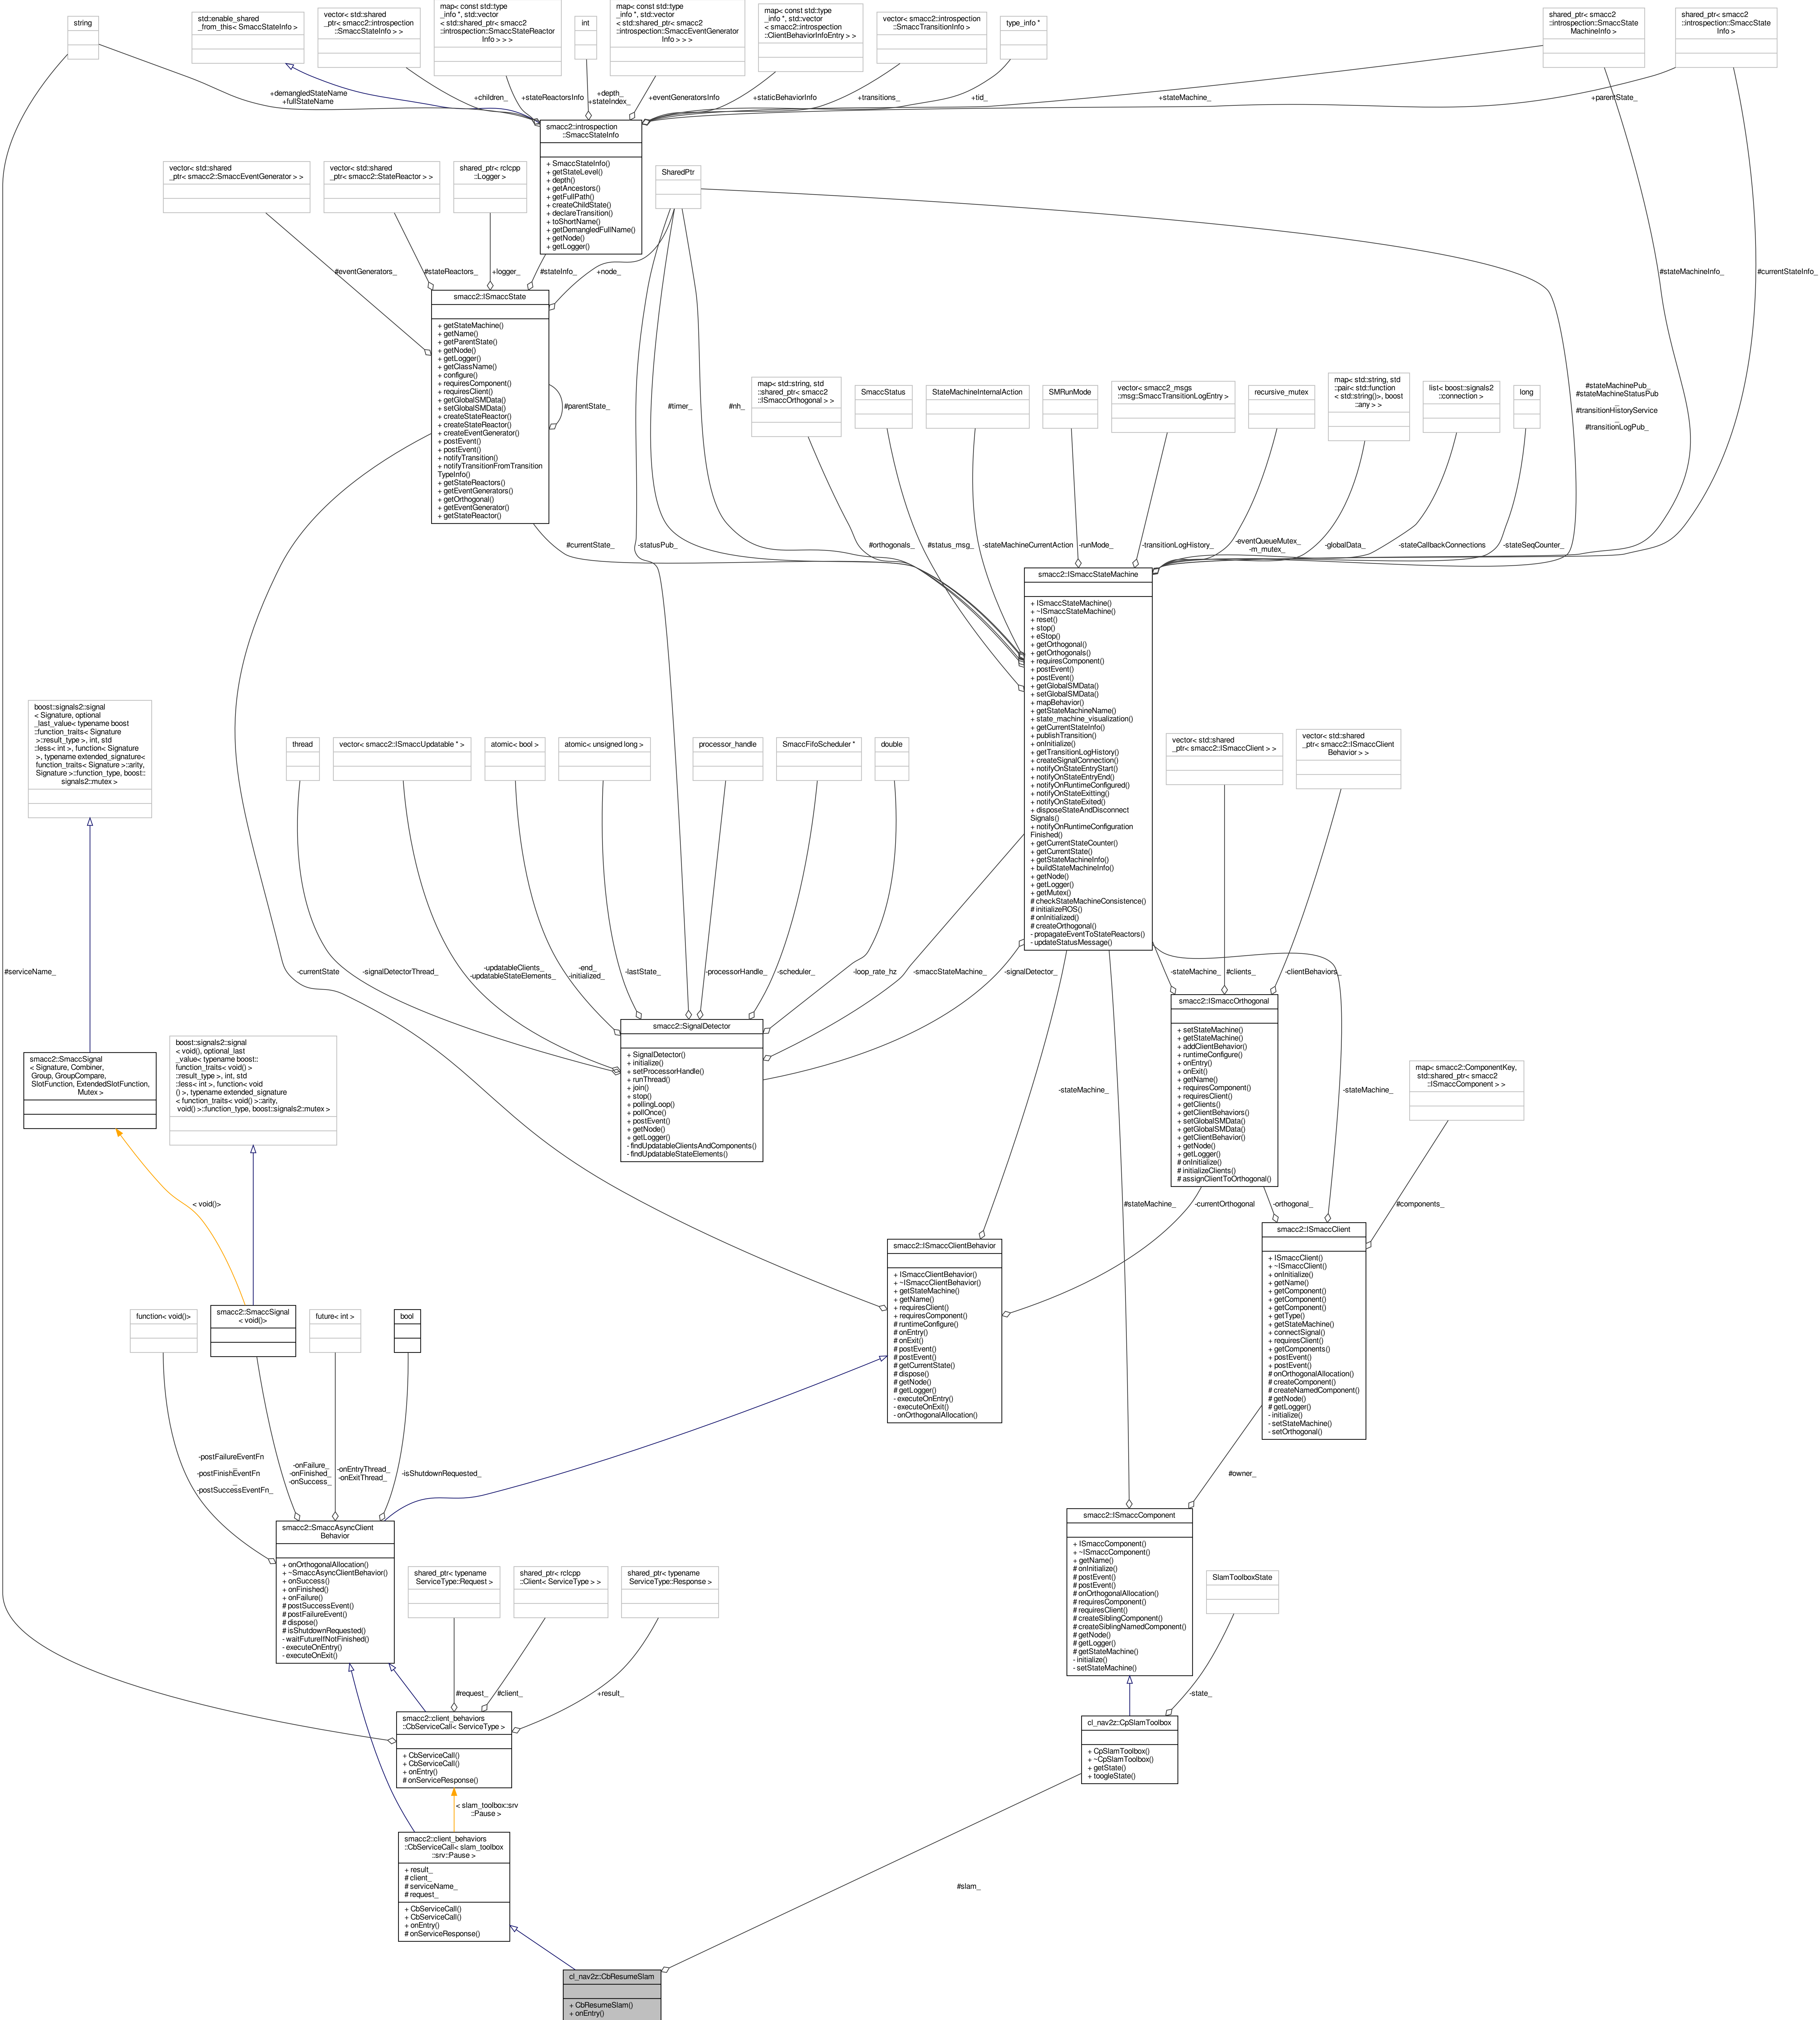 string
std::enable_shared
_from_this< SmaccStateInfo >
vector< std::shared
_ptr< smacc2::introspection
::SmaccStateInfo > >
map< const std::type
_info *, std::vector
< std::shared_ptr< smacc2
::introspection::SmaccStateReactor
Info > > >
int
map< const std::type
_info *, std::vector
< std::shared_ptr< smacc2
::introspection::SmaccEventGenerator
Info > > >
map< const std::type
_info *, std::vector
< smacc2::introspection
::ClientBehaviorInfoEntry > >
vector< smacc2::introspection
::SmaccTransitionInfo >
type_info *
shared_ptr< smacc2
::introspection::SmaccState
MachineInfo >
shared_ptr< smacc2
::introspection::SmaccState
Info >
+demangledStateName
+fullStateName
+children_
+stateReactorsInfo
+depth_
+stateIndex_
+eventGeneratorsInfo
+staticBehaviorInfo
+transitions_
+tid_
+stateMachine_
+parentState_
smacc2::introspection
::SmaccStateInfo
+ SmaccStateInfo()
+ getStateLevel()
+ depth()
+ getAncestors()
+ getFullPath()
+ createChildState()
+ declareTransition()
+ toShortName()
+ getDemangledFullName()
+ getNode()
+ getLogger()
vector< std::shared
_ptr< smacc2::SmaccEventGenerator > >
vector< std::shared
_ptr< smacc2::StateReactor > >
shared_ptr< rclcpp
::Logger >
SharedPtr
#eventGenerators_
#stateReactors_
+logger_
#stateInfo_
+node_
#stateMachineInfo_
#currentStateInfo_
smacc2::ISmaccState
+ getStateMachine()
+ getName()
+ getParentState()
+ getNode()
+ getLogger()
+ getClassName()
+ configure()
+ requiresComponent()
+ requiresClient()
+ getGlobalSMData()
+ setGlobalSMData()
+ createStateReactor()
+ createStateReactor()
+ createEventGenerator()
+ postEvent()
+ postEvent()
+ notifyTransition()
+ notifyTransitionFromTransition
TypeInfo()
+ getStateReactors()
+ getEventGenerators()
+ getOrthogonal()
+ getEventGenerator()
+ getStateReactor()
#parentState_
#timer_
#nh_
map< std::string, std
::shared_ptr< smacc2
::ISmaccOrthogonal > >
SmaccStatus
StateMachineInternalAction
SMRunMode
vector< smacc2_msgs
::msg::SmaccTransitionLogEntry >
recursive_mutex
map< std::string, std
::pair< std::function
< std::string()>, boost
::any > >
list< boost::signals2
::connection >
long
#stateMachinePub_
#stateMachineStatusPub
_
#transitionHistoryService
_
#transitionLogPub_
#currentState_
-statusPub_
#orthogonals_
#status_msg_
-stateMachineCurrentAction
-runMode_
-transitionLogHistory_
-eventQueueMutex_
-m_mutex_
-globalData_
-stateCallbackConnections
-stateSeqCounter_
smacc2::ISmaccStateMachine
+ ISmaccStateMachine()
+ ~ISmaccStateMachine()
+ reset()
+ stop()
+ eStop()
+ getOrthogonal()
+ getOrthogonals()
+ requiresComponent()
+ postEvent()
+ postEvent()
+ getGlobalSMData()
+ setGlobalSMData()
+ mapBehavior()
+ getStateMachineName()
+ state_machine_visualization()
+ getCurrentStateInfo()
+ publishTransition()
+ onInitialize()
+ getTransitionLogHistory()
+ createSignalConnection()
+ notifyOnStateEntryStart()
+ notifyOnStateEntryEnd()
+ notifyOnRuntimeConfigured()
+ notifyOnStateExitting()
+ notifyOnStateExited()
+ disposeStateAndDisconnect
Signals()
+ notifyOnRuntimeConfiguration
Finished()
+ getCurrentStateCounter()
+ getCurrentState()
+ getStateMachineInfo()
+ buildStateMachineInfo()
+ getNode()
+ getLogger()
+ getMutex()
# checkStateMachineConsistence()
# initializeROS()
# onInitialized()
# createOrthogonal()
- propagateEventToStateReactors()
- updateStatusMessage()
boost::signals2::signal
< Signature, optional
_last_value< typename boost
::function_traits< Signature
>::result_type >, int, std
::less< int >, function< Signature
>, typename extended_signature<
function_traits< Signature >::arity,
Signature >::function_type, boost::
signals2::mutex >
thread
vector< smacc2::ISmaccUpdatable * >
atomic< bool >
atomic< unsigned long >
processor_handle
SmaccFifoScheduler *
double
vector< std::shared
_ptr< smacc2::ISmaccClient > >
vector< std::shared
_ptr< smacc2::ISmaccClient
Behavior > >
#serviceName_
-currentState
-signalDetectorThread_
-updatableClients_
-updatableStateElements_
-end_
-initialized_
-lastState_
-processorHandle_
-scheduler_
-loop_rate_hz
-smaccStateMachine_
-signalDetector_
-stateMachine_
#clients_
-clientBehaviors_
smacc2::SignalDetector
+ SignalDetector()
+ initialize()
+ setProcessorHandle()
+ runThread()
+ join()
+ stop()
+ pollingLoop()
+ pollOnce()
+ postEvent()
+ getNode()
+ getLogger()
- findUpdatableClientsAndComponents()
- findUpdatableStateElements()
smacc2::ISmaccOrthogonal
+ setStateMachine()
+ getStateMachine()
+ addClientBehavior()
+ runtimeConfigure()
+ onEntry()
+ onExit()
+ getName()
+ requiresComponent()
+ requiresClient()
+ getClients()
+ getClientBehaviors()
+ setGlobalSMData()
+ getGlobalSMData()
+ getClientBehavior()
+ getNode()
+ getLogger()
# onInitialize()
# initializeClients()
# assignClientToOrthogonal()
smacc2::SmaccSignal
< Signature, Combiner,
Group, GroupCompare,
SlotFunction, ExtendedSlotFunction,
Mutex >
boost::signals2::signal
< void(), optional_last
_value< typename boost::
function_traits< void() >
::result_type >, int, std
::less< int >, function< void
() >, typename extended_signature
< function_traits< void() >::arity,
void() >::function_type, boost::signals2::mutex >
-stateMachine_
-stateMachine_
map< smacc2::ComponentKey,
std::shared_ptr< smacc2
::ISmaccComponent > >
< void()>
#stateMachine_
-currentOrthogonal
-orthogonal_
#components_
smacc2::ISmaccClientBehavior
+ ISmaccClientBehavior()
+ ~ISmaccClientBehavior()
+ getStateMachine()
+ getName()
+ requiresClient()
+ requiresComponent()
# runtimeConfigure()
# onEntry()
# onExit()
# postEvent()
# postEvent()
# getCurrentState()
# dispose()
# getNode()
# getLogger()
- executeOnEntry()
- executeOnExit()
- onOrthogonalAllocation()
smacc2::ISmaccClient
+ ISmaccClient()
+ ~ISmaccClient()
+ onInitialize()
+ getName()
+ getComponent()
+ getComponent()
+ getComponent()
+ getType()
+ getStateMachine()
+ connectSignal()
+ requiresClient()
+ getComponents()
+ postEvent()
+ postEvent()
# onOrthogonalAllocation()
# createComponent()
# createNamedComponent()
# getNode()
# getLogger()
- initialize()
- setStateMachine()
- setOrthogonal()
function< void()>
smacc2::SmaccSignal
< void()>
future< int >
bool
-postFailureEventFn
_
-postFinishEventFn
_
-postSuccessEventFn_
-onFailure_
-onFinished_
-onSuccess_
-onEntryThread_
-onExitThread_
-isShutdownRequested_
#owner_
smacc2::SmaccAsyncClient
Behavior
+ onOrthogonalAllocation()
+ ~SmaccAsyncClientBehavior()
+ onSuccess()
+ onFinished()
+ onFailure()
# postSuccessEvent()
# postFailureEvent()
# dispose()
# isShutdownRequested()
- waitFutureIfNotFinished()
- executeOnEntry()
- executeOnExit()
smacc2::ISmaccComponent
+ ISmaccComponent()
+ ~ISmaccComponent()
+ getName()
# onInitialize()
# postEvent()
# postEvent()
# onOrthogonalAllocation()
# requiresComponent()
# requiresClient()
# createSiblingComponent()
# createSiblingNamedComponent()
# getNode()
# getLogger()
# getStateMachine()
- initialize()
- setStateMachine()
shared_ptr< typename
ServiceType::Request >
shared_ptr< rclcpp
::Client< ServiceType > >
shared_ptr< typename
ServiceType::Response >
SlamToolboxState
#request_
#client_
+result_
-state_
smacc2::client_behaviors
::CbServiceCall< ServiceType >
+ CbServiceCall()
+ CbServiceCall()
+ onEntry()
# onServiceResponse()
cl_nav2z::CpSlamToolbox
+ CpSlamToolbox()
+ ~CpSlamToolbox()
+ getState()
+ toogleState()
< slam_toolbox::srv
::Pause >
smacc2::client_behaviors
::CbServiceCall< slam_toolbox
::srv::Pause >
+ result_
# client_
# serviceName_
# request_
+ CbServiceCall()
+ CbServiceCall()
+ onEntry()
# onServiceResponse()
#slam_
cl_nav2z::CbResumeSlam
+ CbResumeSlam()
+ onEntry()